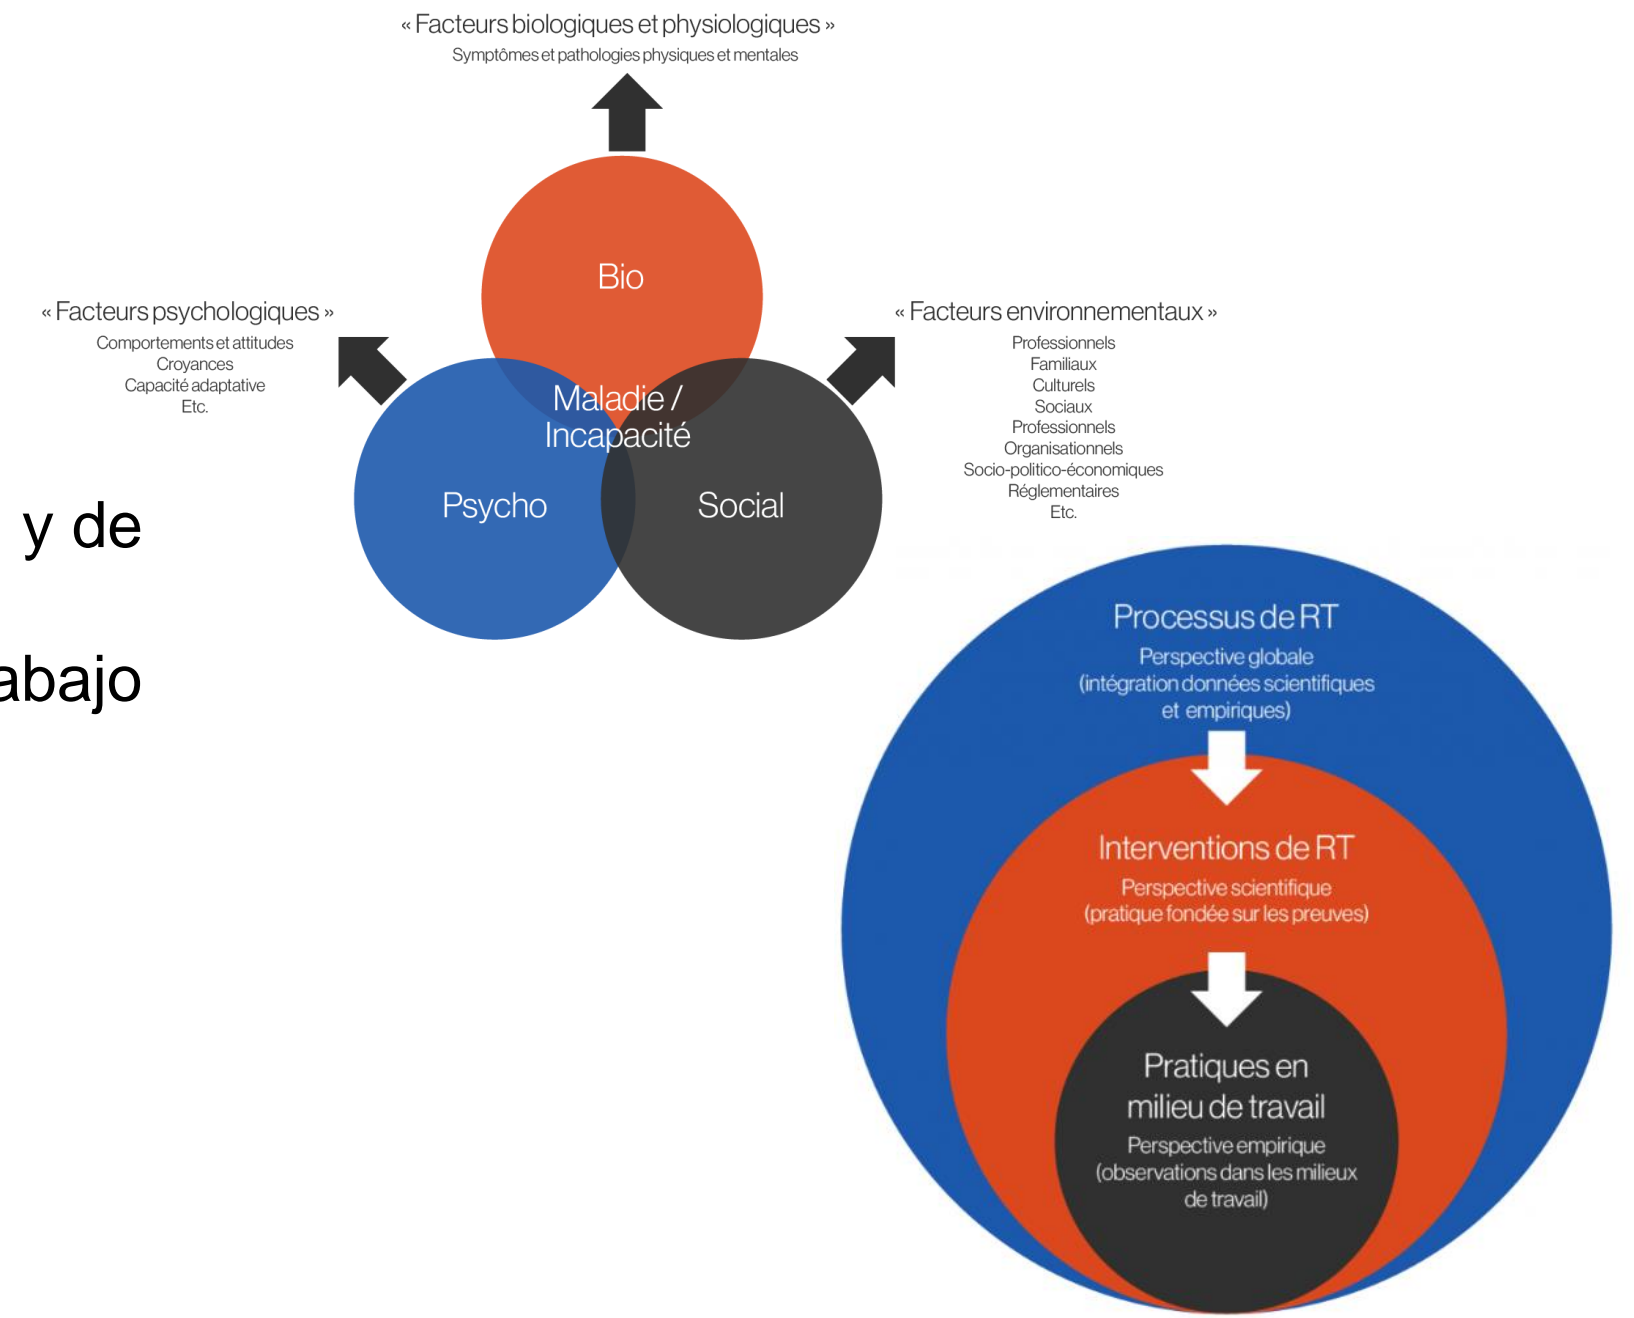 « Facteurs biologiques et physiologiques »
Symptômes et pathologies physiques et mentales
Bio
« Facteurs psychologiques »
Comportements et attitudes
Croyances
Capacité adaptative
Etc.
« Facteurs environnementaux »
Professionnels
Familiaux
Culturels
Sociaux
Professionnels
Organisationnels
Socio-politico-économiques
Réglementaires
Etc.
Maladie /
Incapacité
Psycho
Social
y de
abajo
Processus de RT
Perspective globale
(intégration données scientifiques
et empiriques)
Interventions de RT
Perspective scientifique
(pratique fondée sur les preuves)
Pratiques en
milieu de travail
Perspective empirique
(observations dans les milieux
de travail)